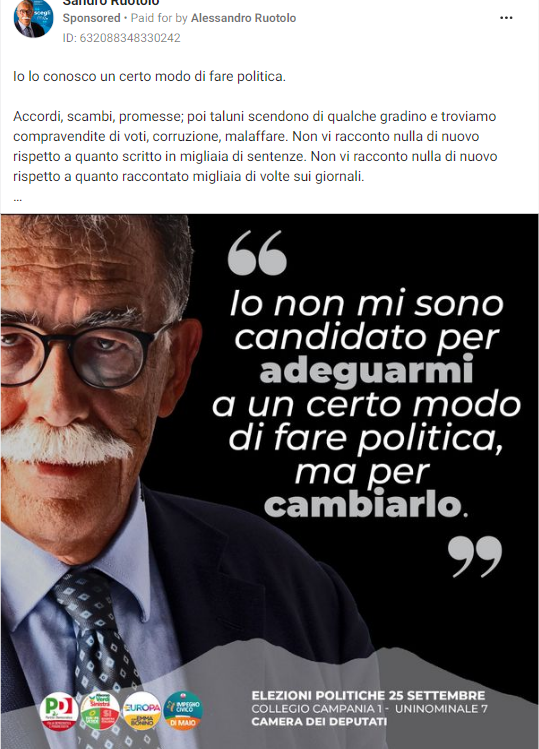 Sandro Ruotolo
Sponsored • Paid for by Alessandro Ruotolo
ID: 632088348330242
Io lo conosco un certo modo di fare politica.
Accordi, scambi, promesse; poi taluni scendono di qualche gradino e troviamo
compravendite di voti, corruzione, malaffare. Non vi racconto nulla di nuovo
rispetto a quanto scritto in migliaia di sentenze. Non vi racconto nulla di nuovo
rispetto a quanto raccontato migliaia di volte sui giornali.
...
“
Io non mi sono
candidato per
adeguarmi
a un certo modo
di fare politica,
ma per
cambiarlo.
”
PD
EUROPA
IMPEGNO
CIVICO
DI MAIO
ELEZIONI POLITICHE 25 SETTEMBRE
COLLEGIO CAMPANIA 1 - UNINOMINALE 7
CAMERA DEI DEPUTATI